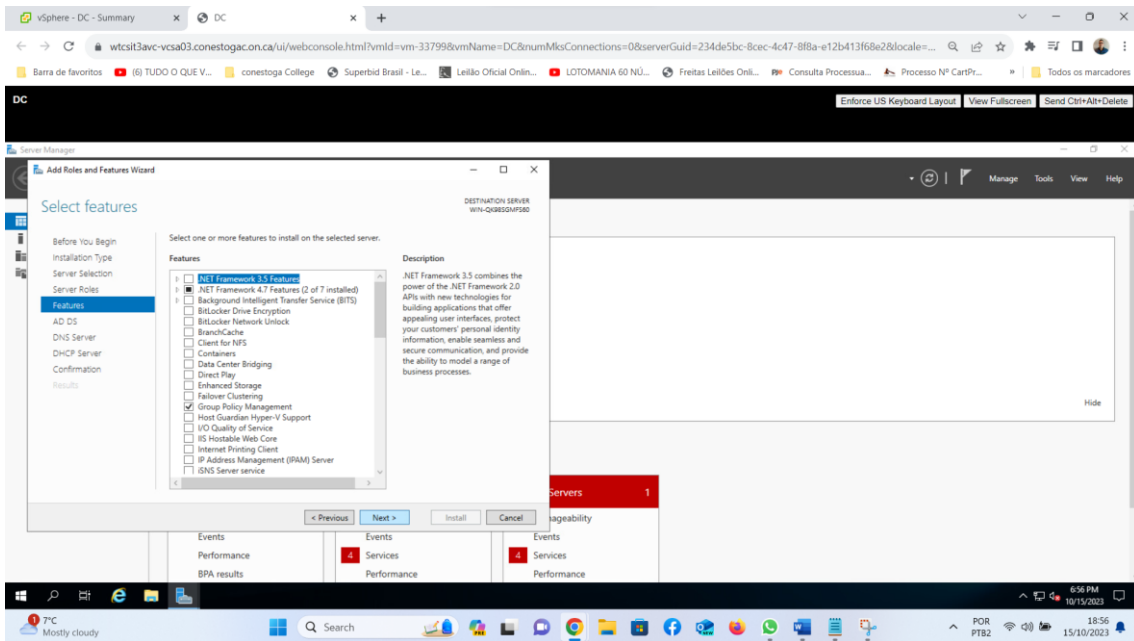 vSphere - DC - Summary
DC
wtcsit3avc-vcsa03.conestogac.on.ca/ui/webconsole.html?vmId=vm-33799&vmName=DC&numMksConnections=0&serverGuid=234de5bc-8cec-4c47-8f8a-e12b413f68e2&locale=...
Barra de favoritos (6) TUDO O QUE V... conestoga College Superbid Brasil - Le... Leilão Oficial Onlin... LOTOMANIA 60 NÚ... Freitas Leilões Onli... Consulta Processua... Processo Nº CartPr... » Todos os marcadores
DC
Enforce US Keyboard Layout View Fullscreen Send Ctrl+Alt+Delete
Server Manager
Manage Tools View Help
Add Roles and Features Wizard
Select features
DESTINATION SERVER
WIN-QK98SGMFS60
Before You Begin
Installation Type
Server Selection
Server Roles
Features
AD DS
DNS Server
DHCP Server
Confirmation
Results
Select one or more features to install on the selected server.
Features
.NET Framework 3.5 Features
.NET Framework 4.7 Features (2 of 7 installed)
Background Intelligent Transfer Service (BITS)
BitLocker Drive Encryption
BitLocker Network Unlock
BranchCache
Client for NFS
Containers
Data Center Bridging
Direct Play
Enhanced Storage
Failover Clustering
Group Policy Management
Host Guardian Hyper-V Support
I/O Quality of Service
IIS Hostable Web Core
Internet Printing Client
IP Address Management (IPAM) Server
iSNS Server service
Description
.NET Framework 3.5 combines the
power of the .NET Framework 2.0
APIs with new technologies for
building applications that offer
appealing user interfaces, protect
your customers' personal identity
information, enable seamless and
secure communication, and provide
the ability to model a range of
business processes.
< Previous Next > Install Cancel
Hide
Servers 1
Events
Performance
BPA results
Events
4 Services
Performance
nageability
Events
4 Services
Performance
6:56 PM
10/15/2023
1
7°C
Mostly cloudy
Search
POR
PTB2
18:56
15/10/2023